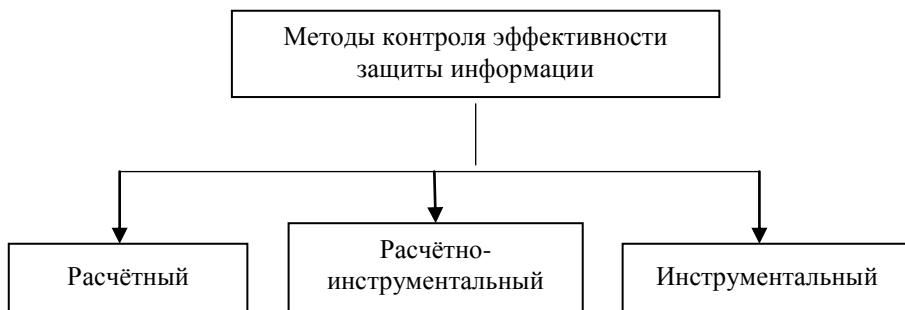 Методы контроля эффективности
защиты информации
Расчётный
Расчётно-
инструментальный
Инструментальный